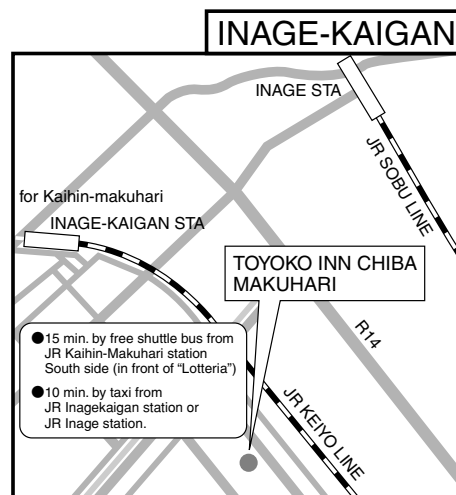 INAGE-KAIGAN
INAGE STA
JR SOBU LINE
for Kaihin-makuhari
INAGE-KAIGAN STA
TOYOKO INN CHIBA
MAKUHARI
R14
●15 min. by free shuttle bus from
JR Kaihin-Makuhari station
South side (in front of “Lotteria”)
●10 min. by taxi from
JR Inagekaigan station or
JR Inage station.
JR KEIYO LINE